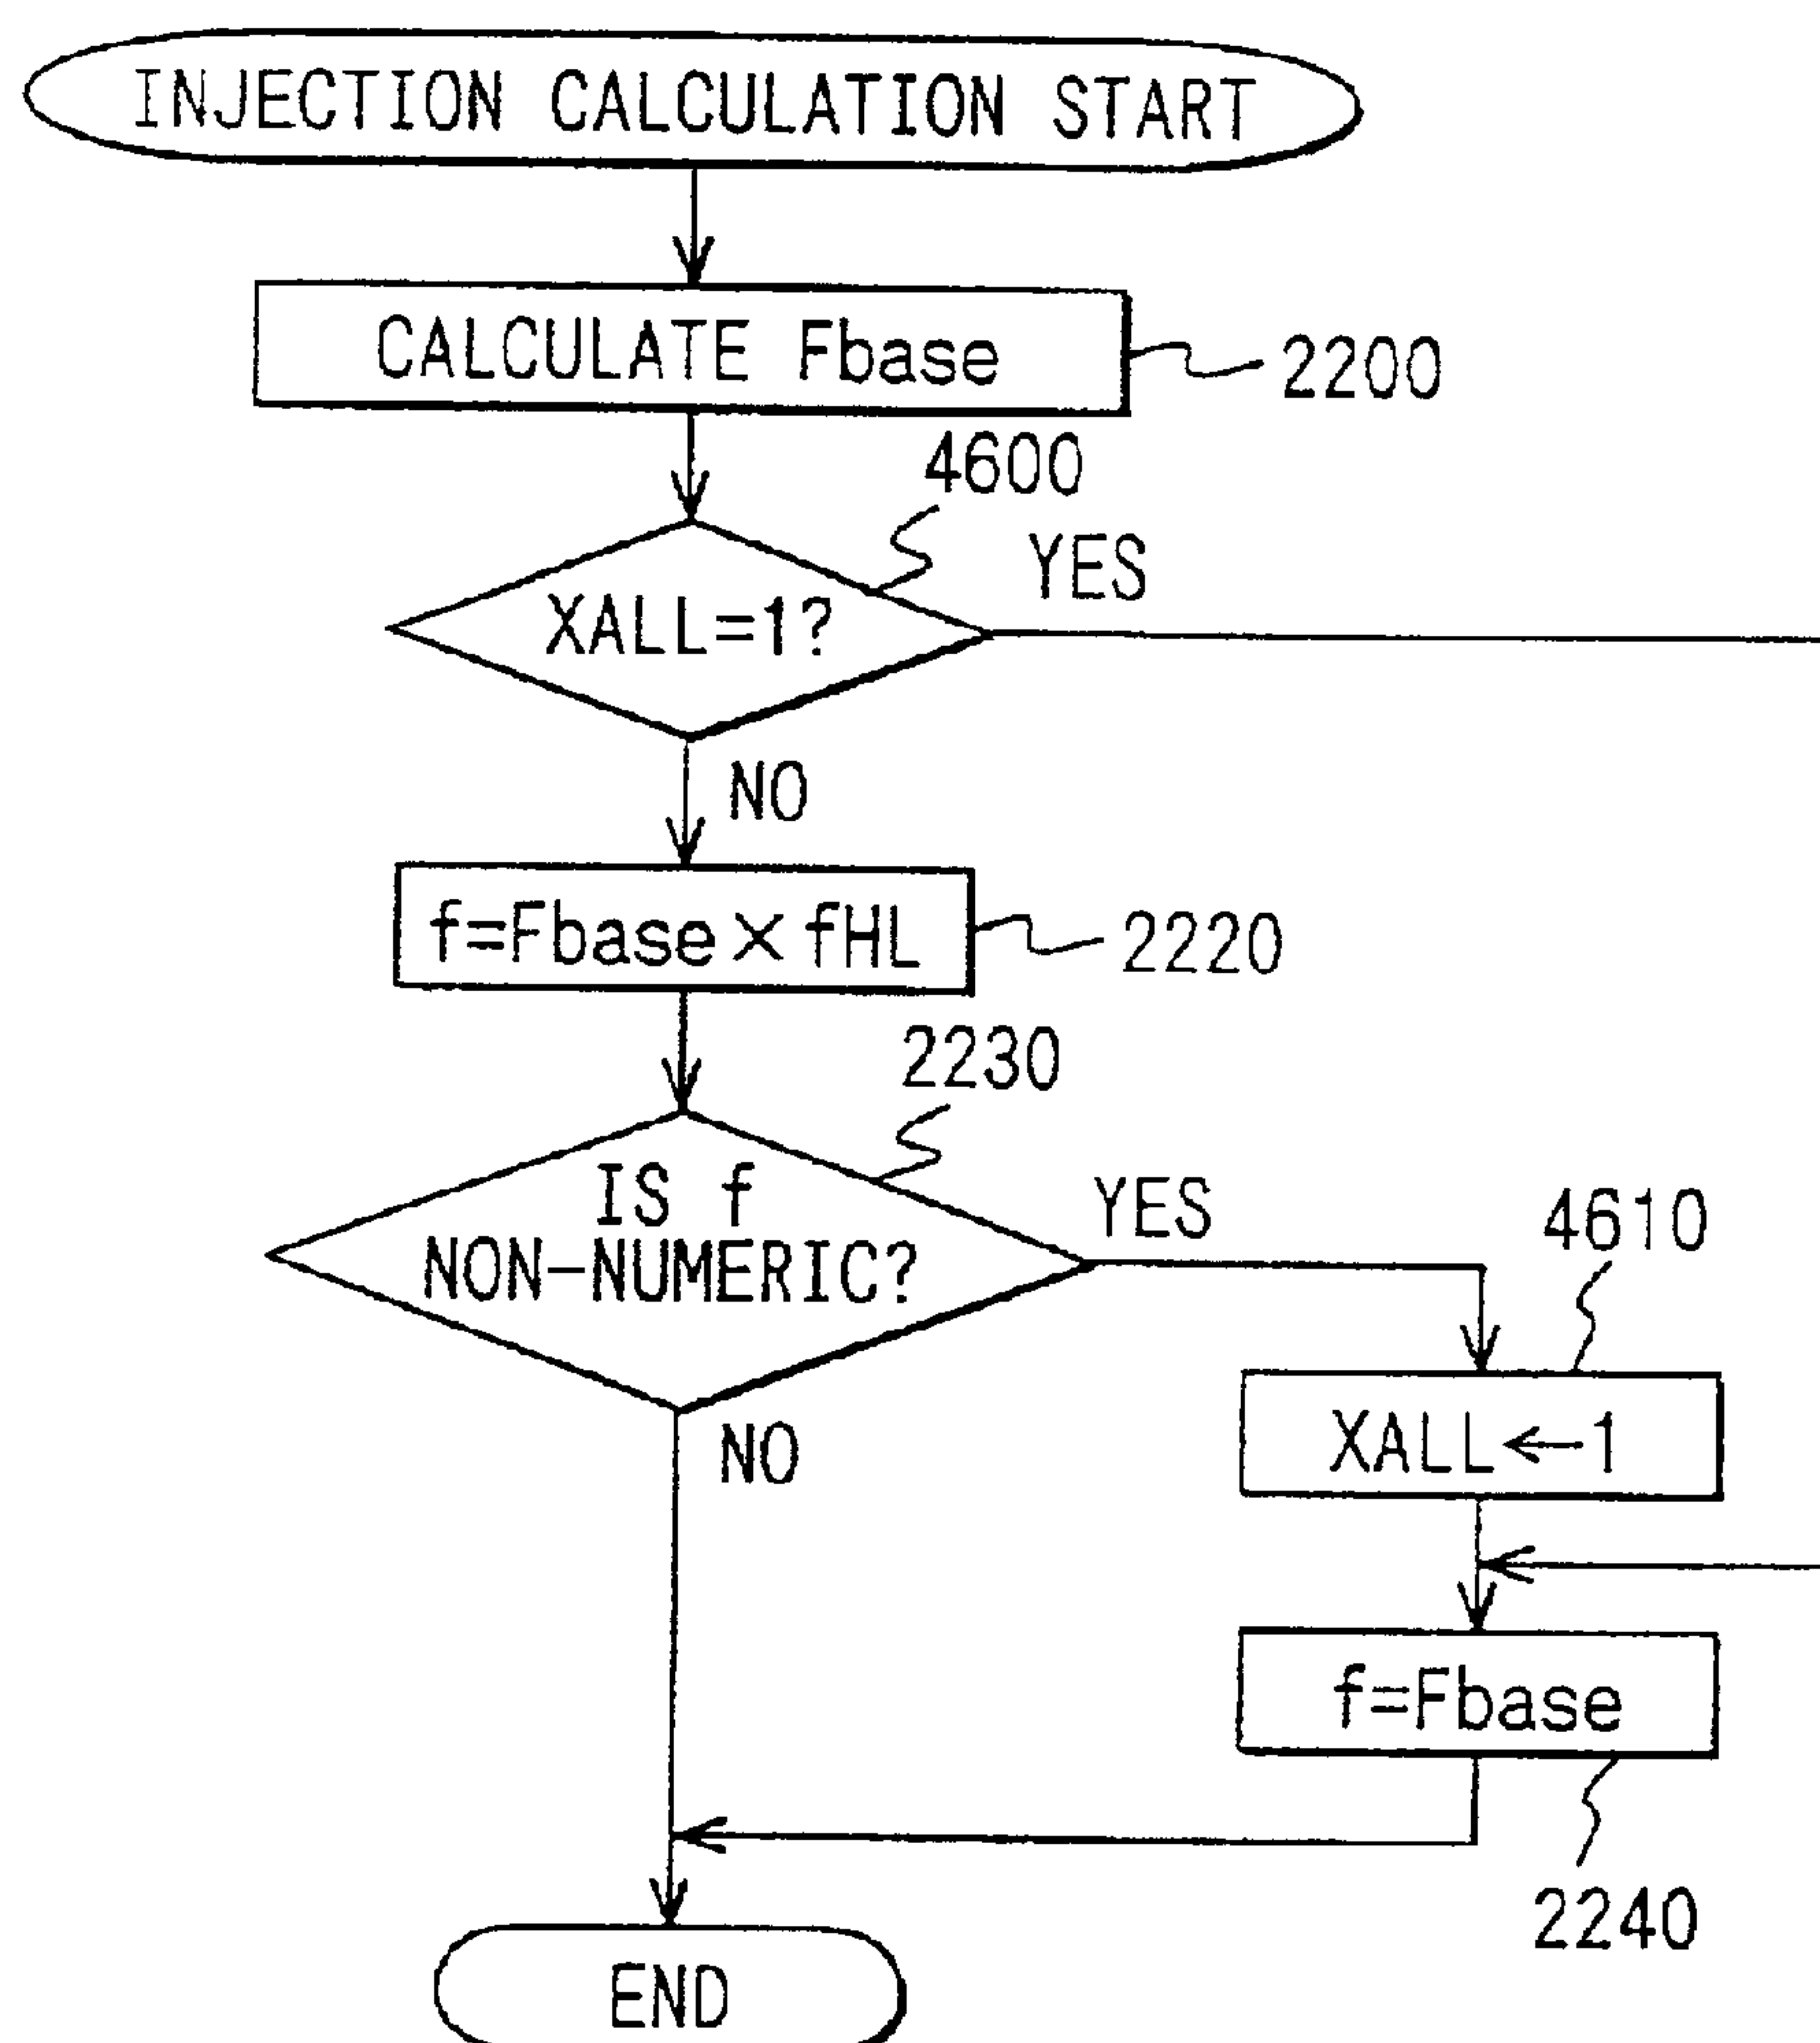 INJECTION CALCULATION START
CALCULATE Fbase
2200
4600
XALL=1?
YES
NO
f=Fbase×fHL
2220
2230
IS f
NON-NUMERIC?
YES
NO
4610
XALL←1
f=Fbase
2240
END